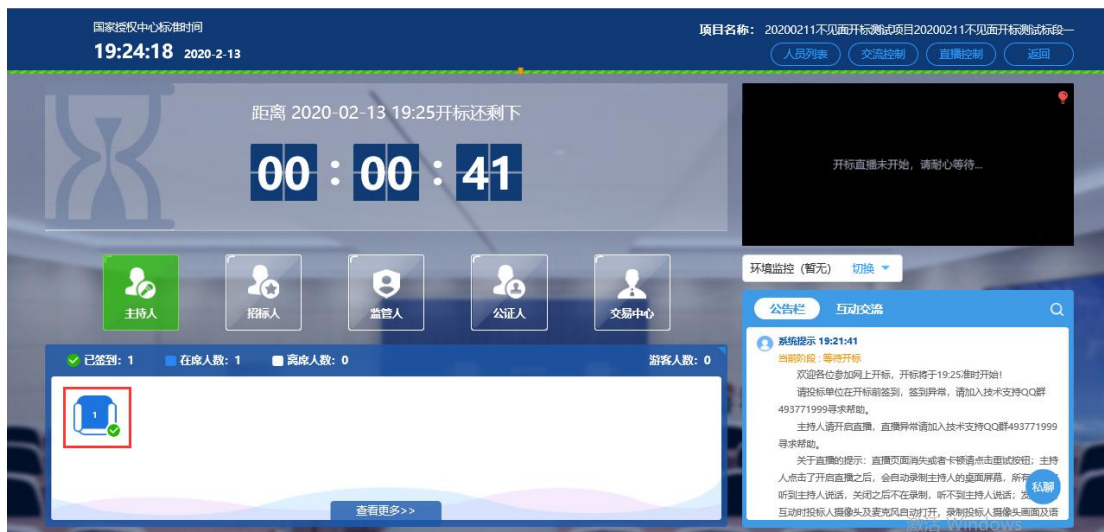 国家授权中心标准时间
19:24:18 2020-2-13
项目名称： 20200211不见面开标测试项目20200211不见面开标测试标段一
人员列表 交流控制 直播控制 返回
距离 2020-02-13 19:25开标还剩下
00 : 00 : 41
开标直播未开始，请耐心等待...
主持人 招标人 监管人 公证人 交易中心
环境监控（暂无） 切换
公告栏 互动交流
已签到：1 在席人数：1 离席人数：0 游客人数：0
1
查看更多>>
系统提示 19:21:41
当前阶段：等待开标
欢迎各位参加网上开标，开标将于19:25准时开始！
请投标单位在开标前签到，签到异常，请加入技术支持QQ群
493771999寻求帮助。
主持人请开启直播，直播异常请加入技术支持QQ群493771999
寻求帮助。
关于直播的提示：直播页面消失或者卡顿请点击重试按钮；主持
人点击了开启直播之后，会自动录制主持人的桌面屏幕，所有
听到主持人说话，关闭之后不在录制，听不到主持人说话；发
互动时投标人摄像头及麦克风自动打开，录制投标人摄像头画面及语
私聊
激活 Windows